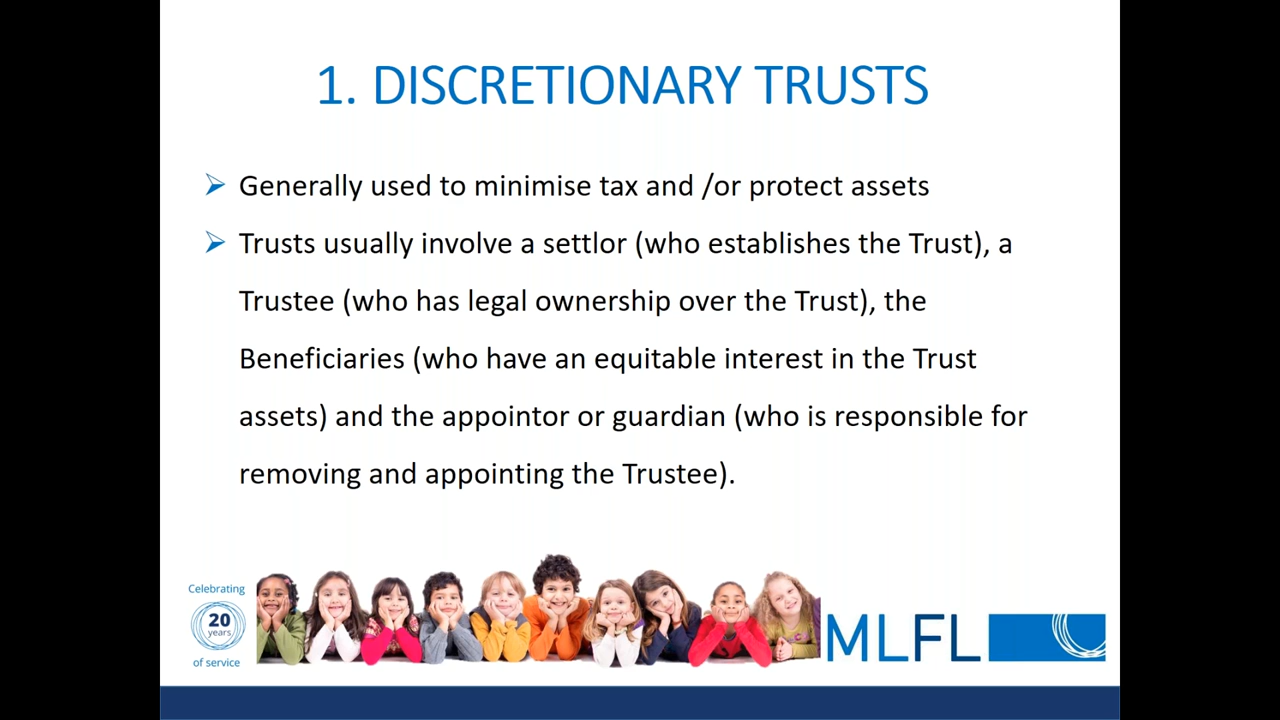 1. DISCRETIONARY TRUSTS
Generally used to minimise tax and /or protect assets
Trusts usually involve a settlor (who establishes the Trust), a
Trustee (who has legal ownership over the Trust), the
Beneficiaries (who have an equitable interest in the Trust
assets) and the appointor or guardian (who is responsible for
removing and appointing the Trustee).
Celebrating
20
years
of service
MLFL